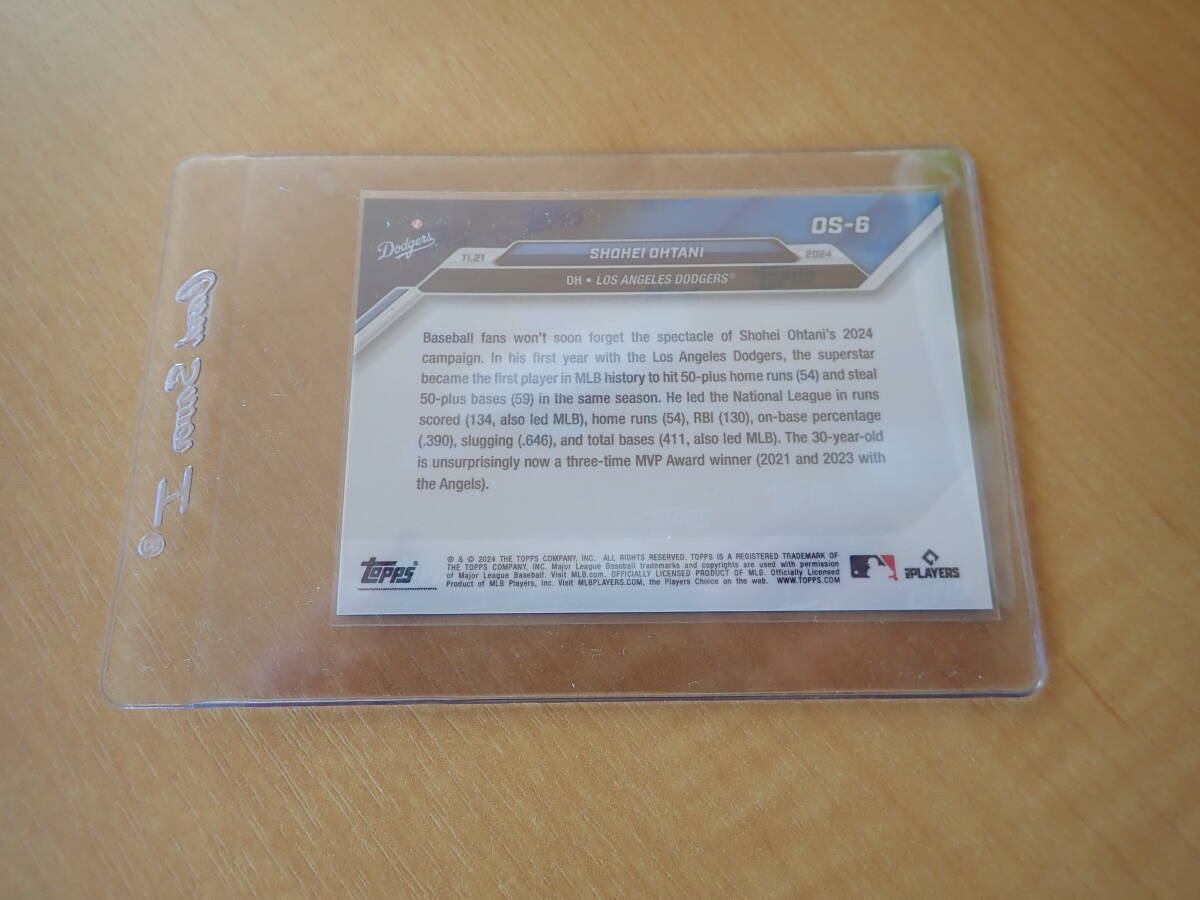 Dodgers
OS-6
11.21
SHOHEI OHTANI
2024
DH • LOS ANGELES DODGERS®
Baseball fans won't soon forget the spectacle of Shohei Ohtani's 2024
campaign. In his first year with the Los Angeles Dodgers, the superstar
became the first player in MLB history to hit 50-plus home runs (54) and steal
50-plus bases (59) in the same season. He led the National League in runs
scored (134, also led MLB), home runs (54), RBI (130), on-base percentage
(.390), slugging (.646), and total bases (411, also led MLB). The 30-year-old
is unsurprisingly now a three-time MVP Award winner (2021 and 2023 with
the Angels).
topps
® & © 2024 THE TOPPS COMPANY, INC. ALL RIGHTS RESERVED. TOPPS IS A REGISTERED TRADEMARK OF
THE TOPPS COMPANY, INC. Major League Baseball trademarks and copyrights are used with permission
of Major League Baseball. Visit MLB.com. OFFICIALLY LICENSED PRODUCT OF MLB. Officially Licensed
Product of MLB Players, Inc. Visit MLBPLAYERS.COM, the Players Choice on the web. WWW.TOPPS.COM
MLB PLAYERS
Card Saver I
®